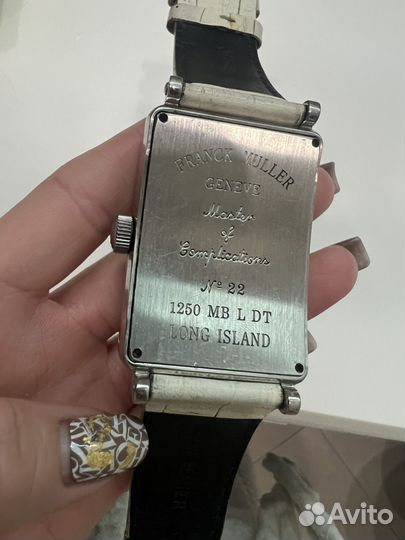 FRANCK MULLER
GENEVE
Master
of
Complications
Nº 22
1250 MB L DT
LONG ISLAND
Avito